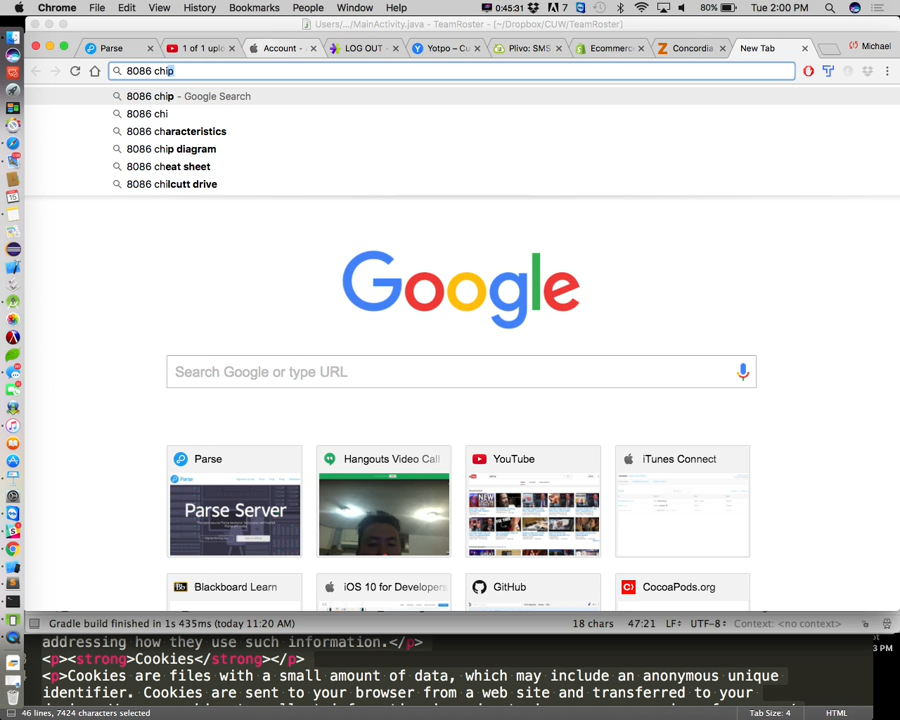 Chrome File Edit View History Bookmarks People Window Help 0:45:31 7 80% Tue 2:00 PM
Users/.../MainActivity.java - TeamRoster - [~/Dropbox/CUW/TeamRoster]
Parse 1 of 1 uplo Account - LOG OUT - Yotpo – Cu Plivo: SMS Ecommerc Concordia New Tab Michael
8086 chip
8086 chip - Google Search
8086 chi
8086 characteristics
8086 chip diagram
8086 cheat sheet
8086 chilcutt drive
Google
Search Google or type URL
Parse Hangouts Video Call YouTube iTunes Connect
Parse Server
Blackboard Learn iOS 10 for Developers GitHub CocoaPods.org
Gradle build finished in 1s 435ms (today 11:20 AM) 18 chars 47:21 LF÷ UTF-8÷ Context: <no context>
addressing how they use such information.</p>
<p><strong>Cookies</strong></p>
<p>Cookies are files with a small amount of data, which may include an anonymous unique
identifier. Cookies are sent to your browser from a web site and transferred to your
46 lines, 7424 characters selected Tab Size: 4 HTML